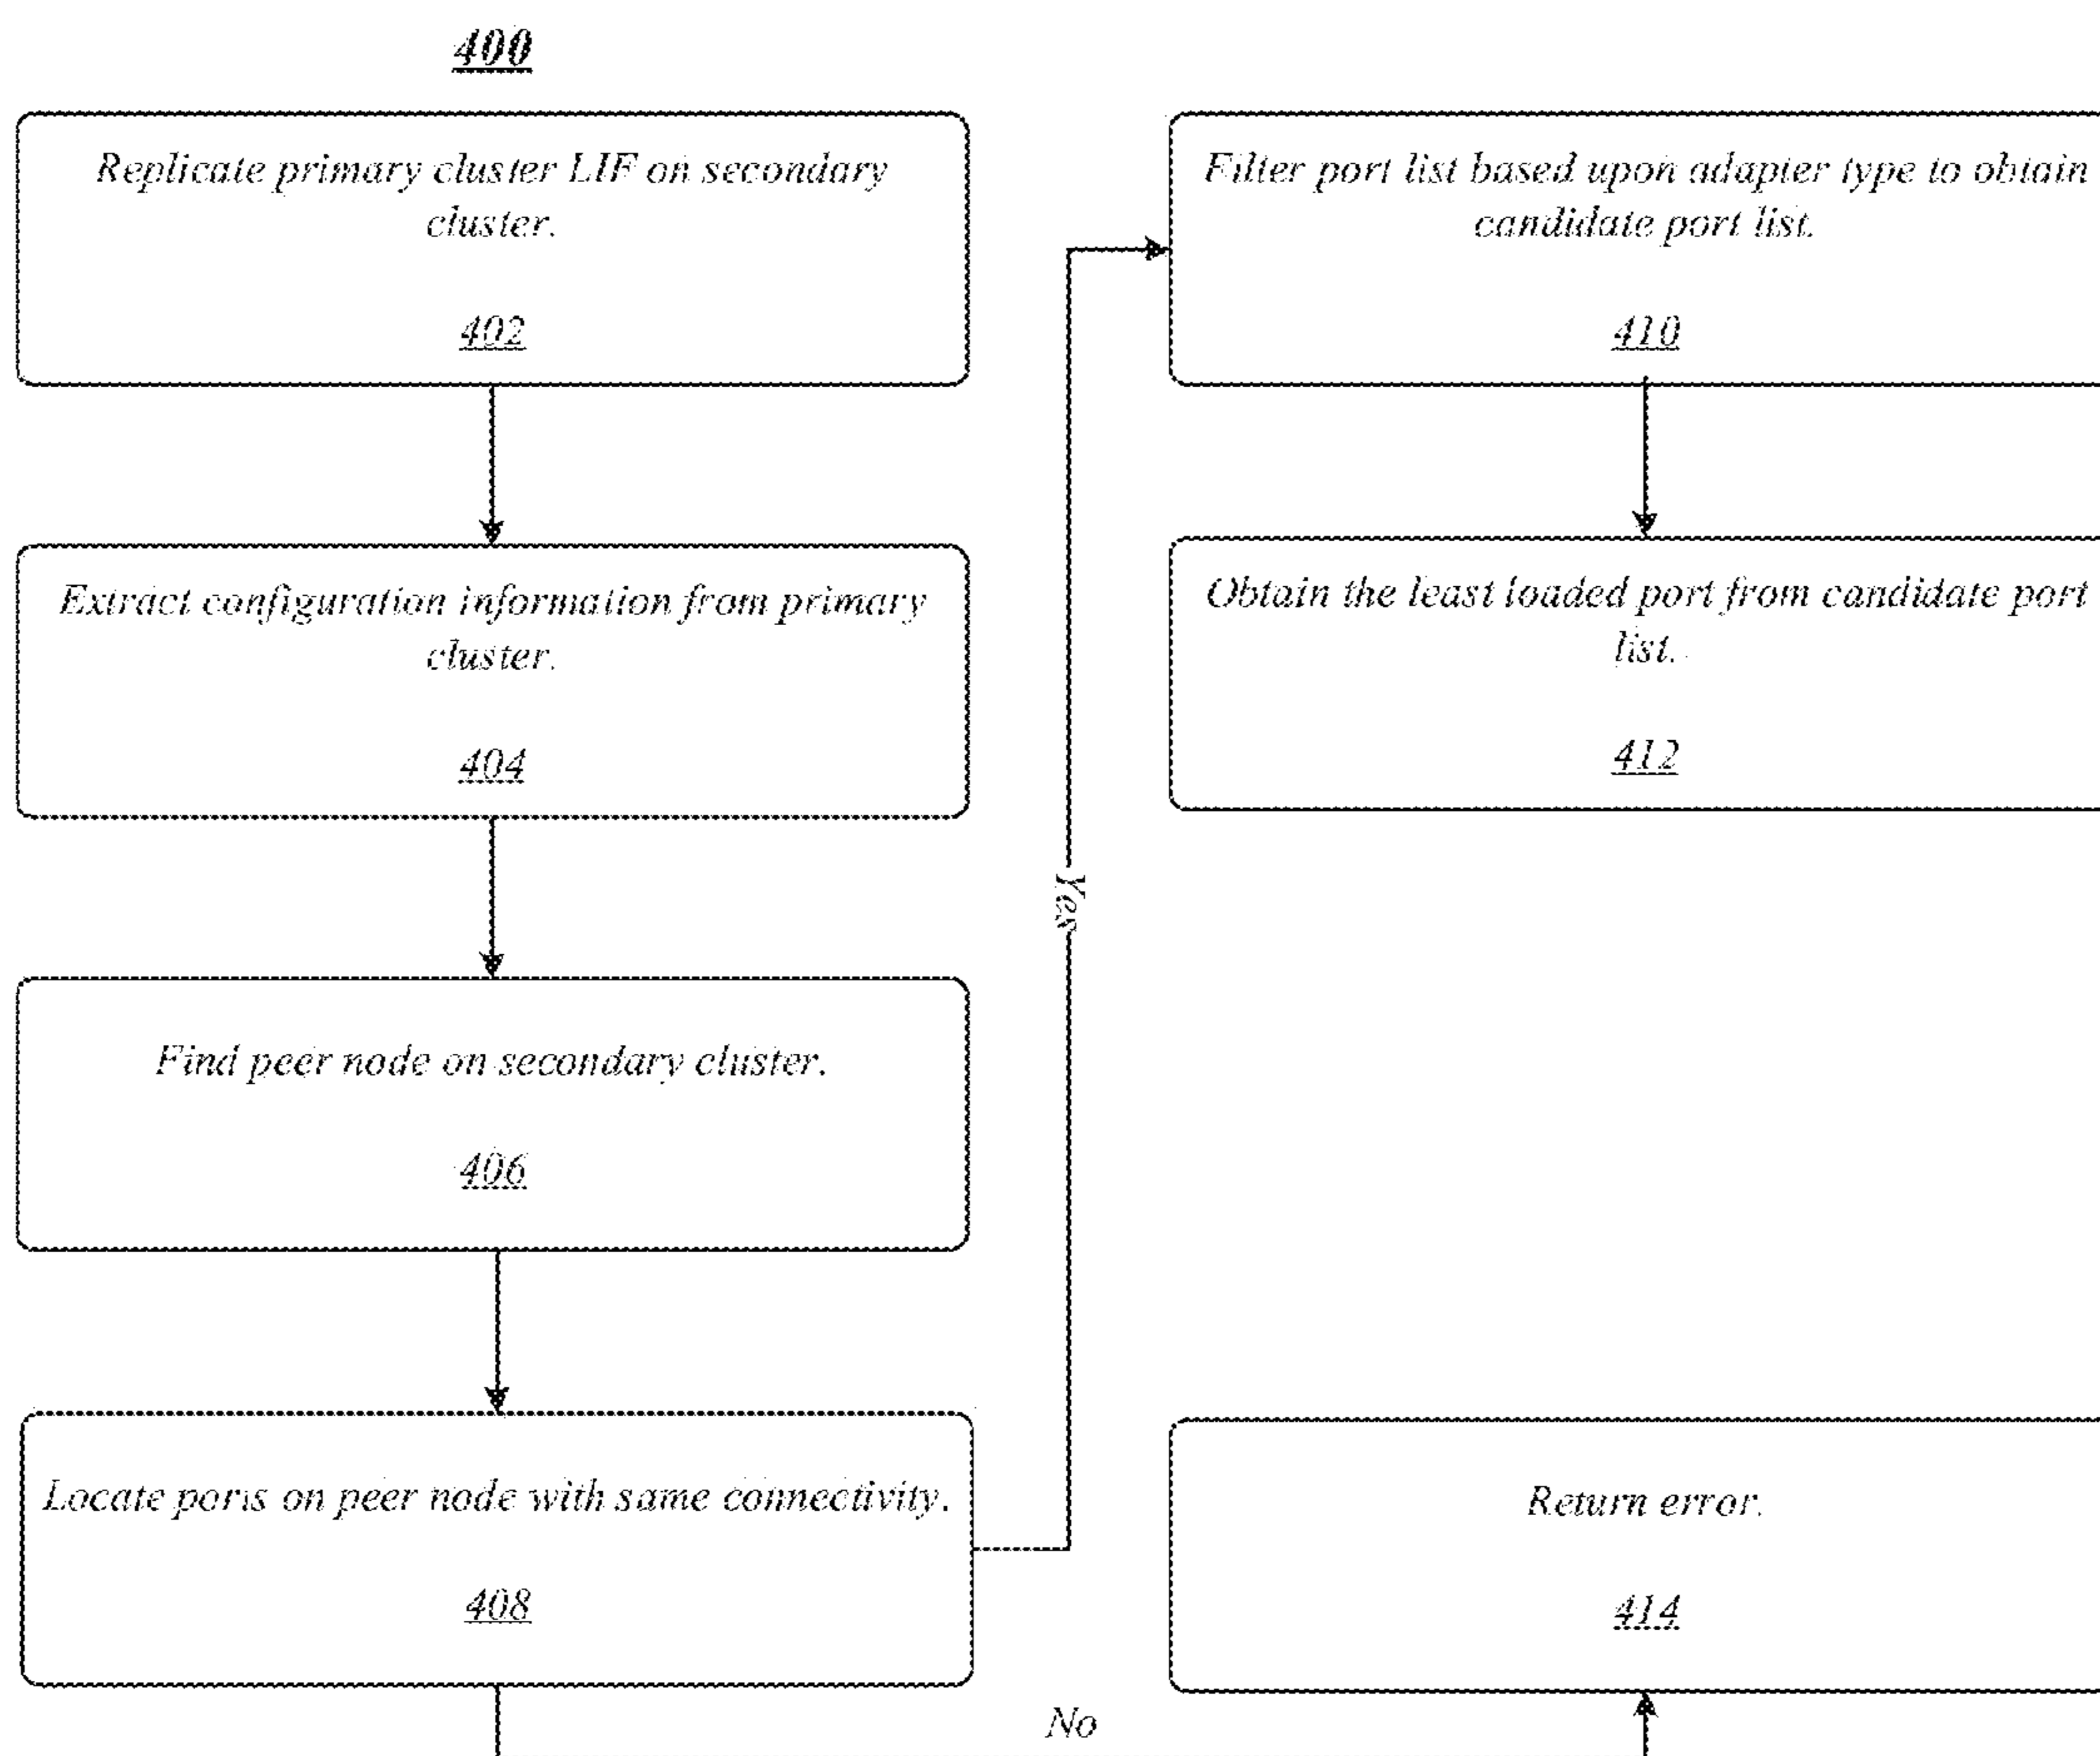 400
Replicate primary cluster LIF on secondary
cluster.
402
Extract configuration information from primary
cluster.
404
Find peer node on secondary cluster.
406
Locate ports on peer node with same connectivity.
408
Yes
No
Filter port list based upon adapter type to obtain
candidate port list.
410
Obtain the least loaded port from candidate port
list.
412
Return error.
414